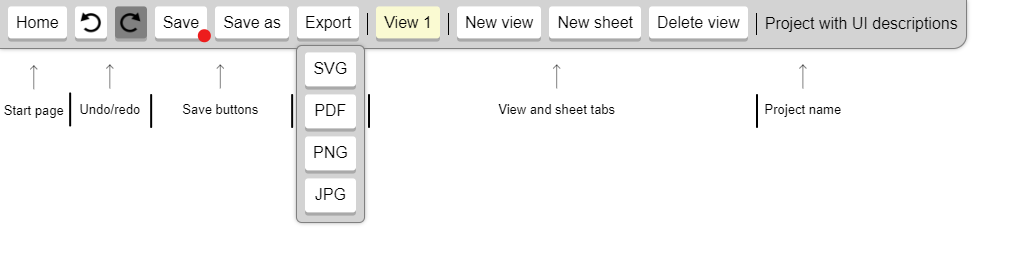 Home Save Save as Export View 1 New view New sheet Delete view Project with UI descriptions
SVG
PDF
PNG
JPG
Start page Undo/redo Save buttons View and sheet tabs Project name